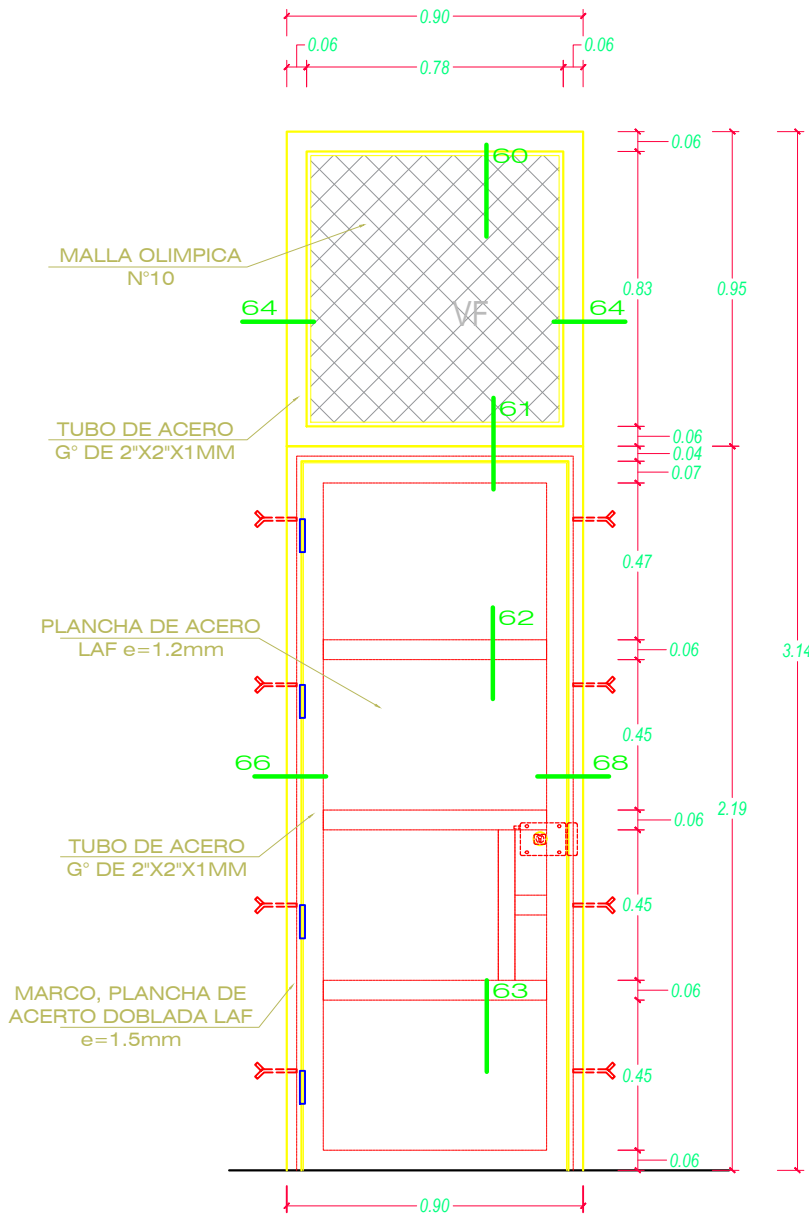 0.90
0.06
0.06
0.78
0.06
60
MALLA OLIMPICA
N°10
0.83
0.95
64
VF
64
61
TUBO DE ACERO
G° DE 2"X2"X1MM
0.06
0.04
0.07
0.47
62
PLANCHA DE ACERO
LAF e=1.2mm
0.06
3.14
0.45
66
68
2.19
0.06
TUBO DE ACERO
G° DE 2"X2"X1MM
0.45
63
0.06
MARCO, PLANCHA DE
ACERTO DOBLADA LAF
e=1.5mm
0.45
0.06
0.90